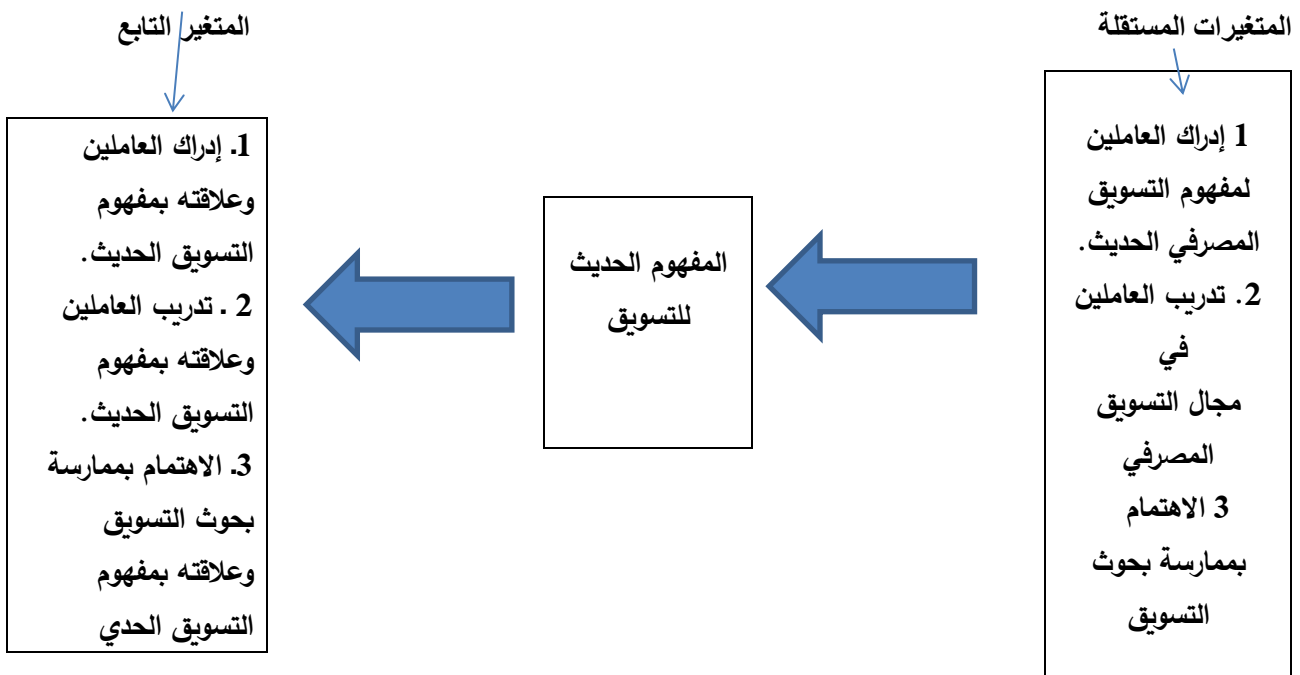 المتغيرات المستقلة
المتغير التابع
1 إدراك العاملين
لمفهوم التسويق
المصرفي الحديث.
2. تدريب العاملين
في
مجال التسويق
المصرفي
3 الاهتمام
بممارسة بحوث
التسويق
المفهوم الحديث
للتسويق
1. إدراك العاملين
وعلاقته بمفهوم
التسويق الحديث.
2 . تدريب العاملين
وعلاقته بمفهوم
التسويق الحديث.
3. الاهتمام بممارسة
بحوث التسويق
وعلاقته بمفهوم
التسويق الحدي